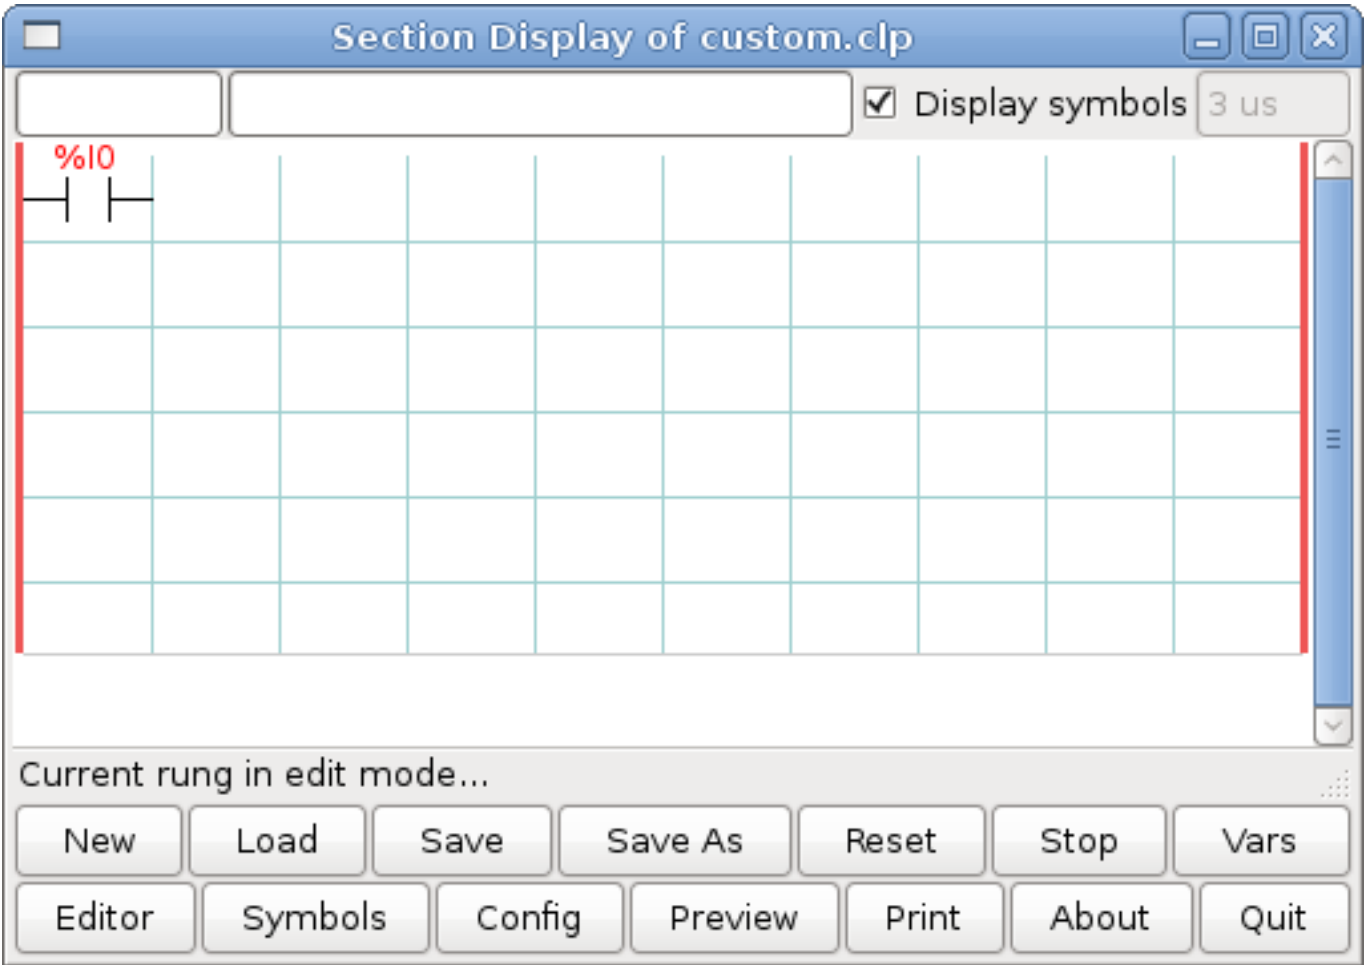 Section Display of custom.clp
Display symbols 3 us
%I0
Current rung in edit mode...
New Load Save Save As Reset Stop Vars
Editor Symbols Config Preview Print About Quit